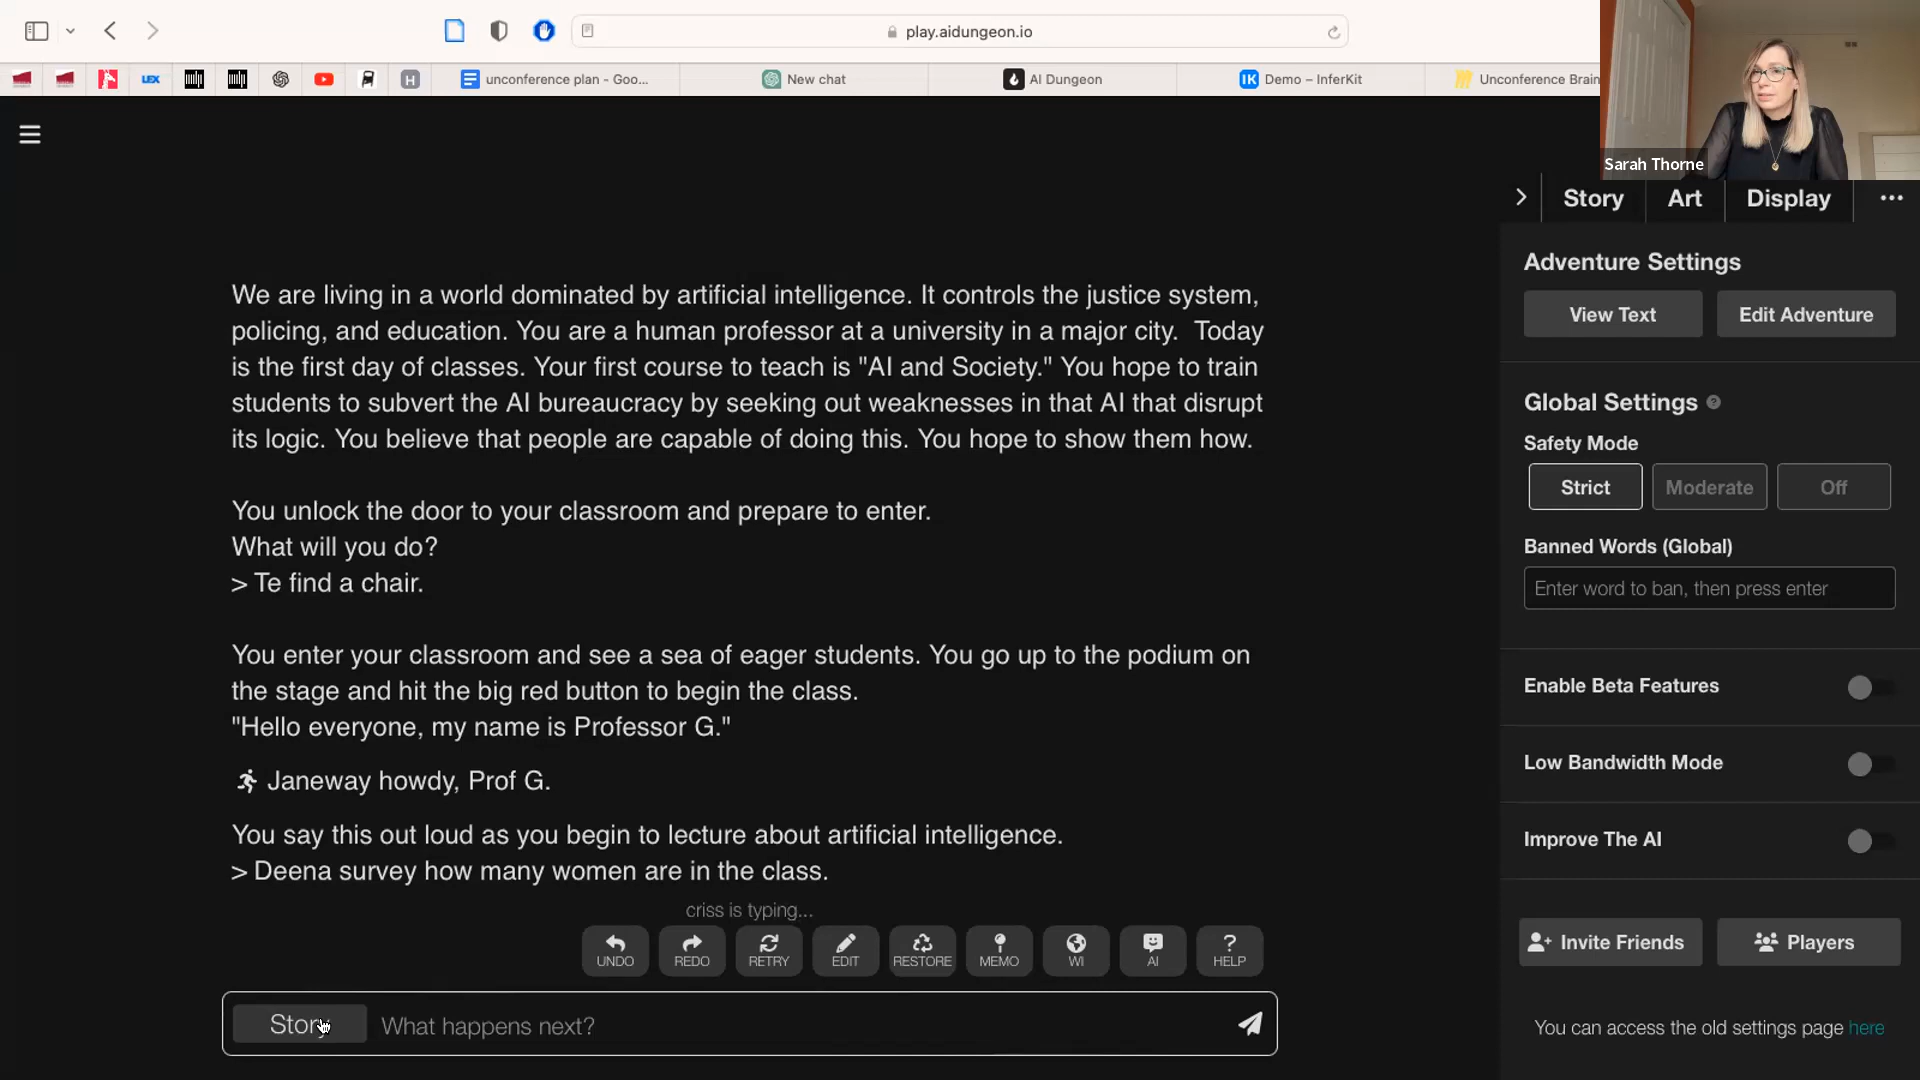 play.aidungeon.io
LEX
H
unconference plan - Goo...
New chat
AI Dungeon
IK Demo – InferKit
Unconference Brain
Sarah Thorne
Story
Art
Display
We are living in a world dominated by artificial intelligence. It controls the justice system,
policing, and education. You are a human professor at a university in a major city. Today
is the first day of classes. Your first course to teach is "AI and Society." You hope to train
students to subvert the AI bureaucracy by seeking out weaknesses in that AI that disrupt
its logic. You believe that people are capable of doing this. You hope to show them how.
You unlock the door to your classroom and prepare to enter.
What will you do?
> Te find a chair.
You enter your classroom and see a sea of eager students. You go up to the podium on
the stage and hit the big red button to begin the class.
"Hello everyone, my name is Professor G."
Janeway howdy, Prof G.
You say this out loud as you begin to lecture about artificial intelligence.
> Deena survey how many women are in the class.
criss is typing...
UNDO
REDO
RETRY
EDIT
RESTORE
MEMO
WI
AI
? HELP
Story
What happens next?
Adventure Settings
View Text
Edit Adventure
Global Settings ?
Safety Mode
Strict
Moderate
Off
Banned Words (Global)
Enter word to ban, then press enter
Enable Beta Features
Low Bandwidth Mode
Improve The AI
Invite Friends
Players
You can access the old settings page here